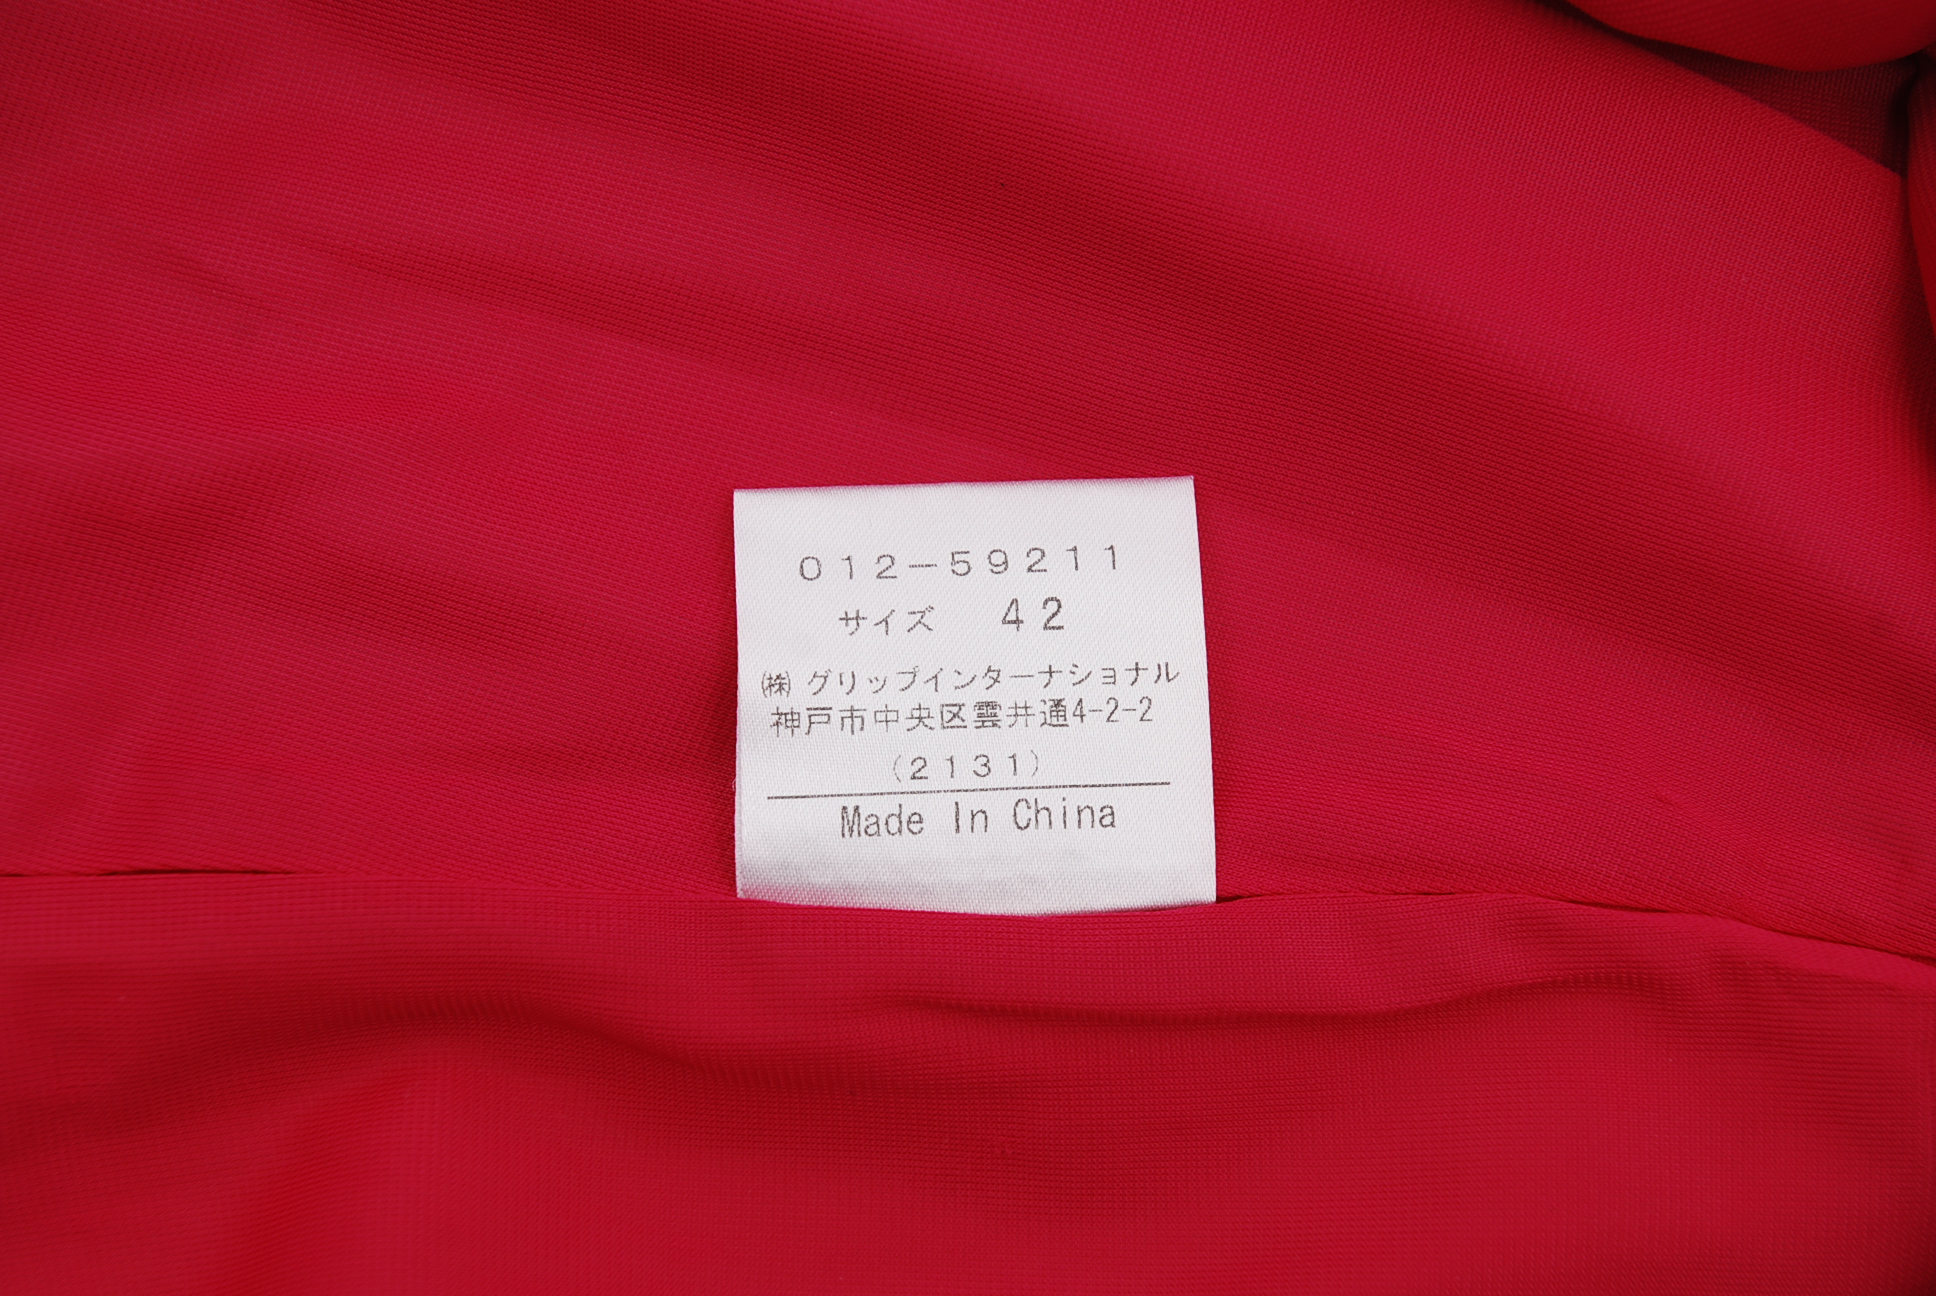 012-59211
サイズ 42
㈱ グリップインターナショナル
神戸市中央区雲井通4-2-2
(2131)
Made In China